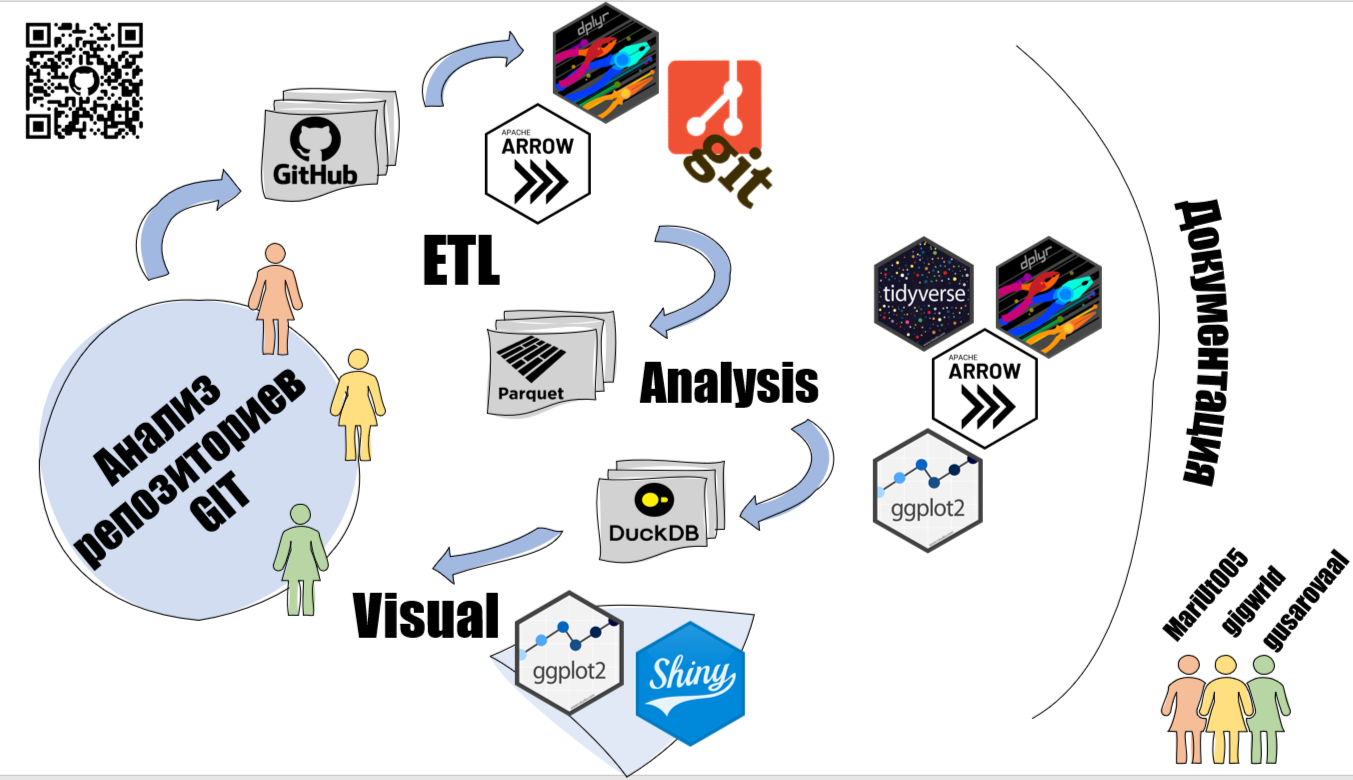 dplyr
GitHub
APACHE
ARROW
git
ETL
tidyverse
dplyr
APACHE
ARROW
Parquet
Analysis
Документация
Анализ
репозиториев
GIT
ggplot2
DuckDB
Visual
ggplot2
Shiny
MariUt005
gigwrld
gusarovaal